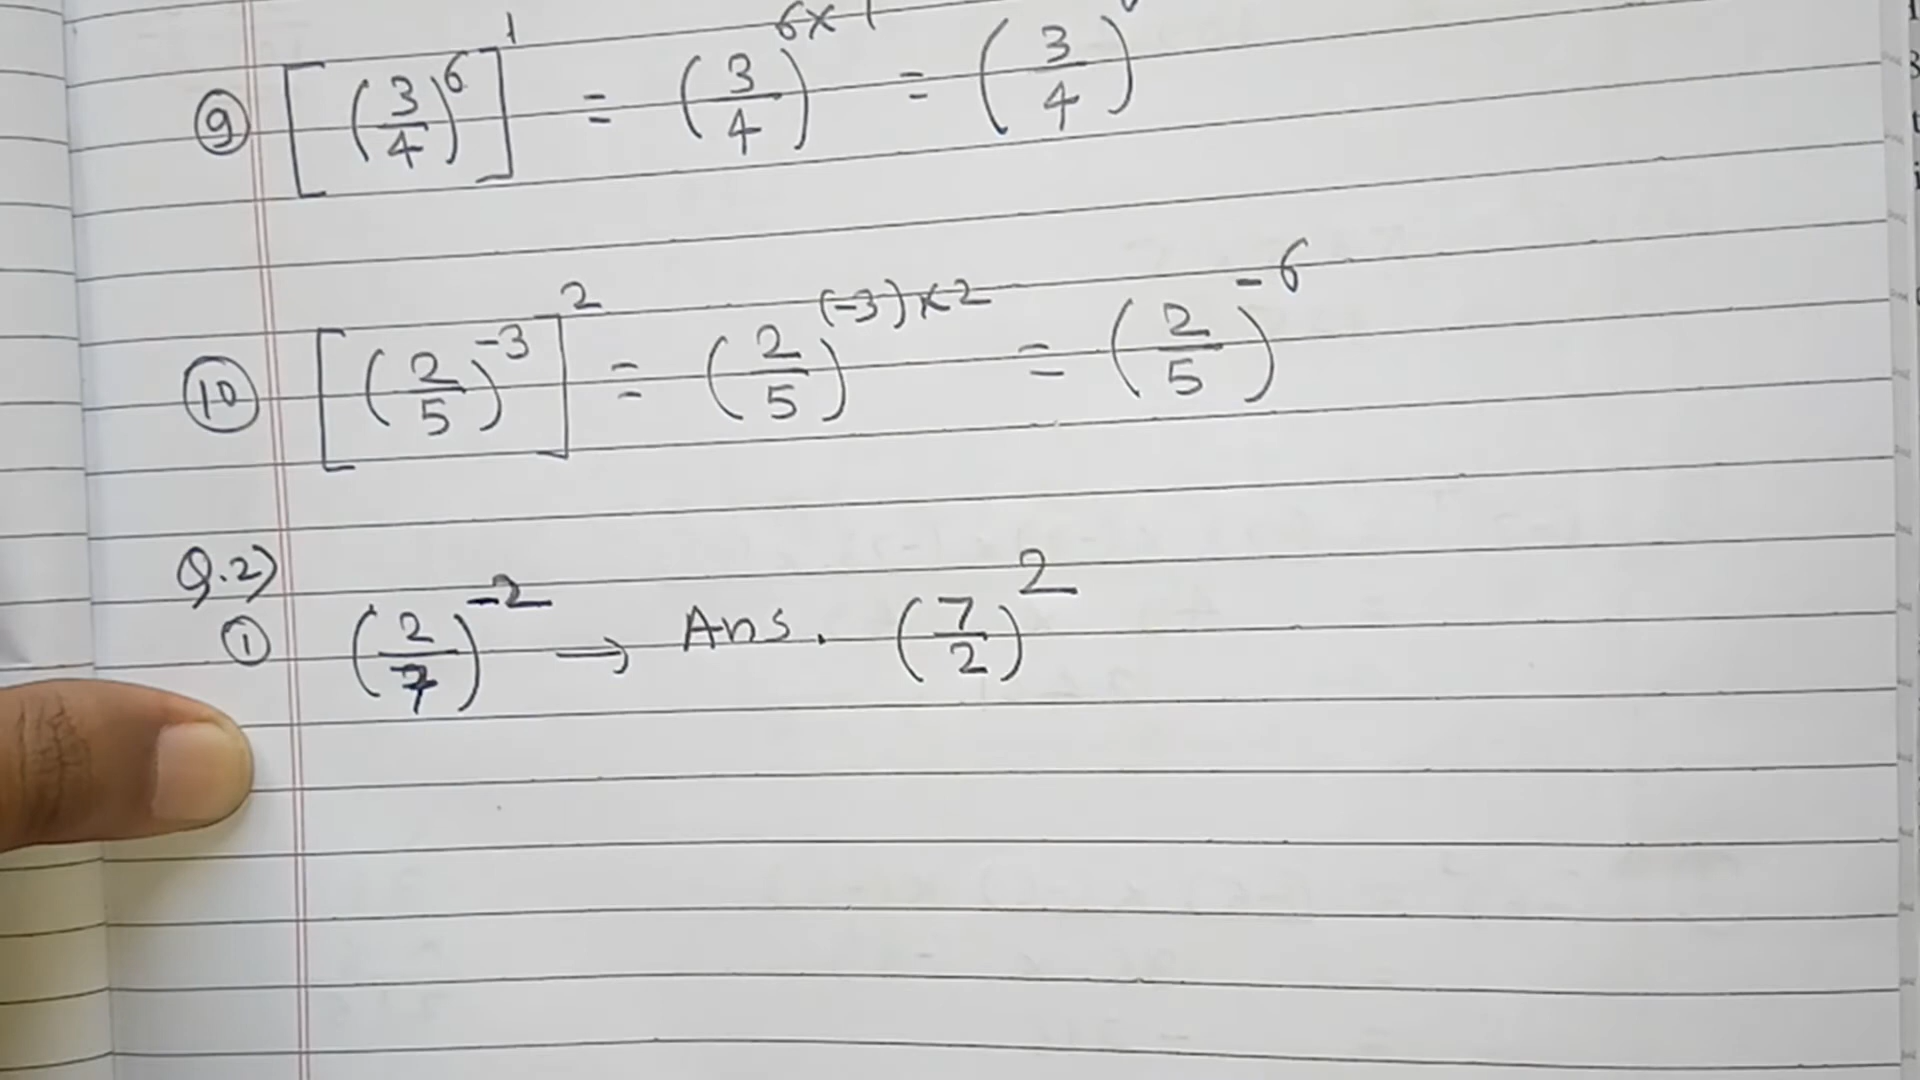 ⑨ [(3/4)^6]^1 = (3/4)^6×1 = (3/4)
⑩ [(2/5)^-3]^2 = (2/5)^(-3)×2 = (2/5)^-6
Q.2)
① (2/7)^-2 → Ans. (7/2)^2